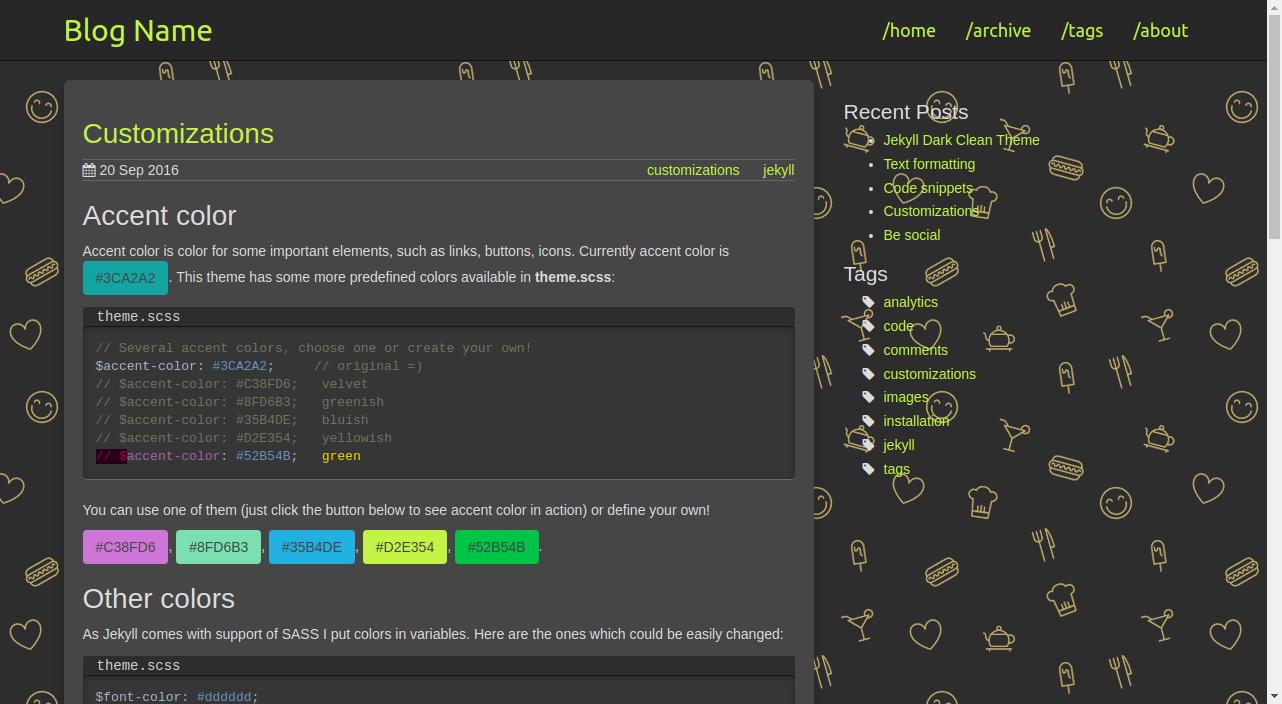 Blog Name
/home /archive /tags /about
Customizations
20 Sep 2016 customizations jekyll
Accent color
Accent color is color for some important elements, such as links, buttons, icons. Currently accent color is
#3CA2A2. This theme has some more predefined colors available in theme.scss:
theme.scss
// Several accent colors, choose one or create your own!
$accent-color: #3CA2A2; // original =)
// $accent-color: #C38FD6; velvet
// $accent-color: #8FD6B3; greenish
// $accent-color: #35B4DE; bluish
// $accent-color: #D2E354; yellowish
// $accent-color: #52B54B; green
You can use one of them (just click the button below to see accent color in action) or define your own!
#C38FD6, #8FD6B3, #35B4DE, #D2E354, #52B54B.
Other colors
As Jekyll comes with support of SASS I put colors in variables. Here are the ones which could be easily changed:
theme.scss
$font-color: #dddddd;
Recent Posts
Jekyll Dark Clean Theme
Text formatting
Code snippets
Customizations
Be social
Tags
analytics
code
comments
customizations
images
installation
jekyll
tags